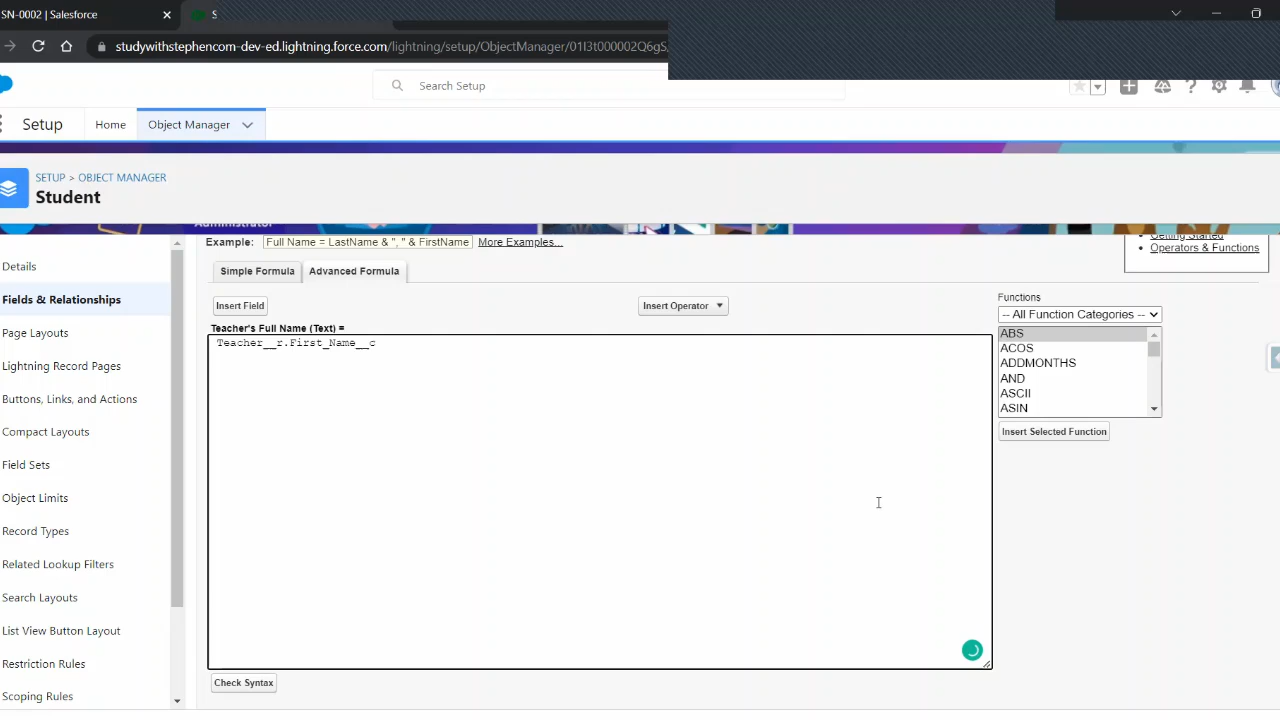 SN-0002 | Salesforce
S
studywithstephencom-dev-ed.lightning.force.com/lightning/setup/ObjectManager/01I3t000002Q6gS
Search Setup
Setup
Home
Object Manager
SETUP > OBJECT MANAGER
Student
Administrator
Getting Started
Operators & Functions
Example:
Full Name = LastName & ", " & FirstName
More Examples...
Details
Fields & Relationships
Page Layouts
Lightning Record Pages
Buttons, Links, and Actions
Compact Layouts
Field Sets
Object Limits
Record Types
Related Lookup Filters
Search Layouts
List View Button Layout
Restriction Rules
Scoping Rules
Simple Formula
Advanced Formula
Insert Field
Insert Operator
Teacher's Full Name (Text) =
Teacher__r.First_Name__c
Functions
-- All Function Categories --
ABS
ACOS
ADDMONTHS
AND
ASCII
ASIN
Insert Selected Function
Check Syntax